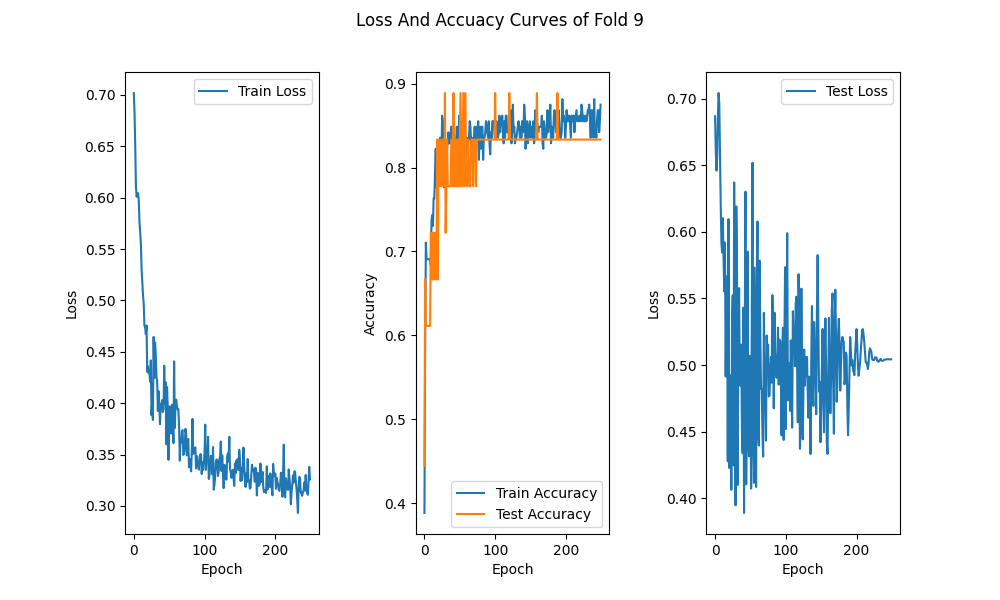 Loss And Accuacy Curves of Fold 9
Train Loss
0.70
0.65
0.60
0.55
0.50
0.45
0.40
0.35
0.30
Loss
0
100
200
Epoch
0.9
0.8
0.7
0.6
0.5
0.4
Accuracy
Train Accuracy
Test Accuracy
0
100
200
Epoch
Test Loss
0.70
0.65
0.60
0.55
0.50
0.45
0.40
Loss
0
100
200
Epoch